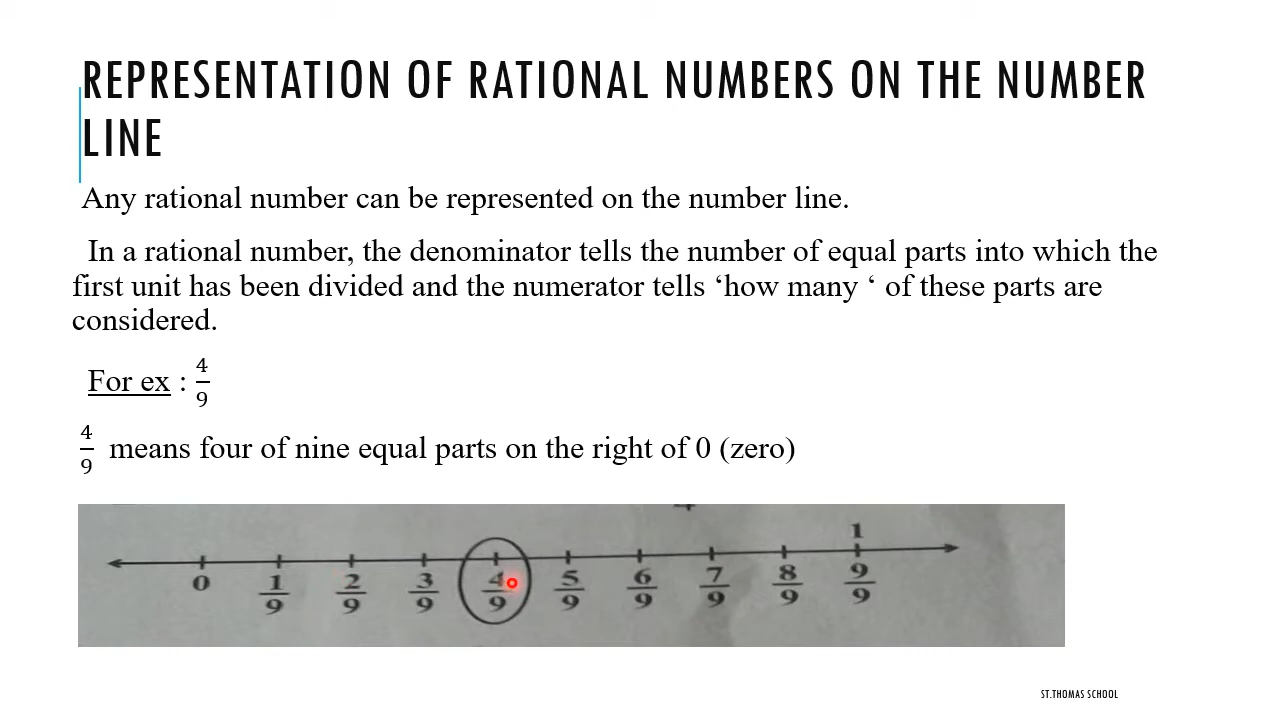 REPRESENTATION OF RATIONAL NUMBERS ON THE NUMBER
LINE
Any rational number can be represented on the number line.
In a rational number, the denominator tells the number of equal parts into which the
first unit has been divided and the numerator tells ‘how many ‘ of these parts are
considered.
For ex : 4/9
4/9 means four of nine equal parts on the right of 0 (zero)
1
0 1/9 2/9 3/9 4/9 5/9 6/9 7/9 8/9 9/9
ST.THOMAS SCHOOL